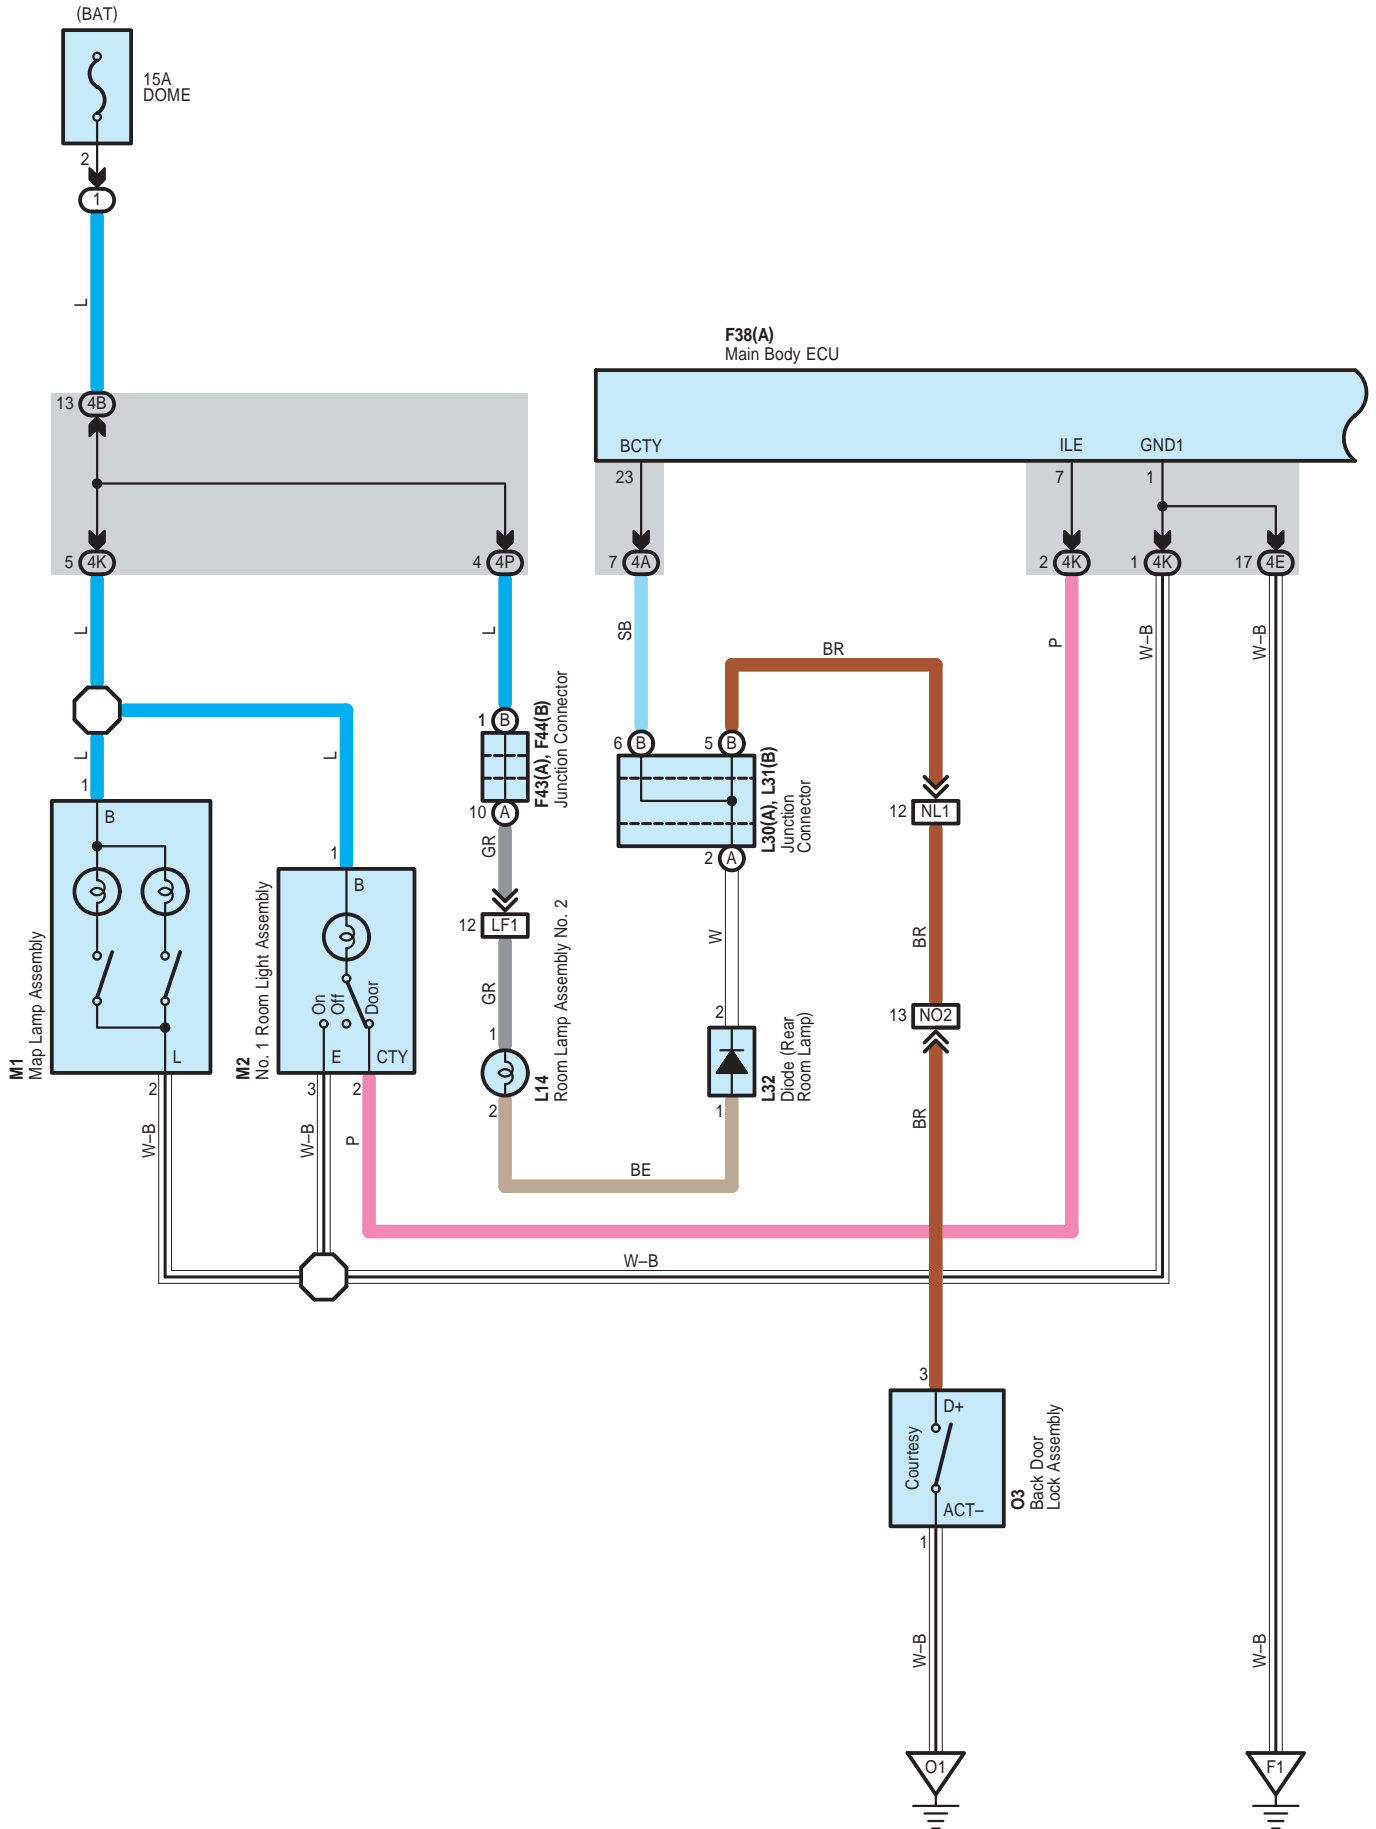 (BAT)
15A
DOME
2
1
L
F38(A)
Main Body ECU
13 4B
BCTY
ILE
GND1
23
7
1
5 4K
4 4P
7 4A
2 4K
1 4K
17 4E
L
L
SB
BR
P
W–B
W–B
1 B
F43(A), F44(B)
Junction Connector
6 B
5 B
L30(A), L31(B)
Junction
Connector
L
L
1
B
10 A
12 NL1
GR
2 A
1
B
12 LF1
M1
Map Lamp Assembly
M2
No. 1 Room Light Assembly
On
Off
Door
GR
W
BR
Room Lamp Assembly No. 2
L14
1
2
13 NO2
L
E
CTY
L32
Diode (Rear
Room Lamp)
2
3
2
2
1
W–B
W–B
P
BR
BE
W–B
3
D+
Courtesy
ACT–
O3
Back Door
Lock Assembly
1
W–B
W–B
O1
F1